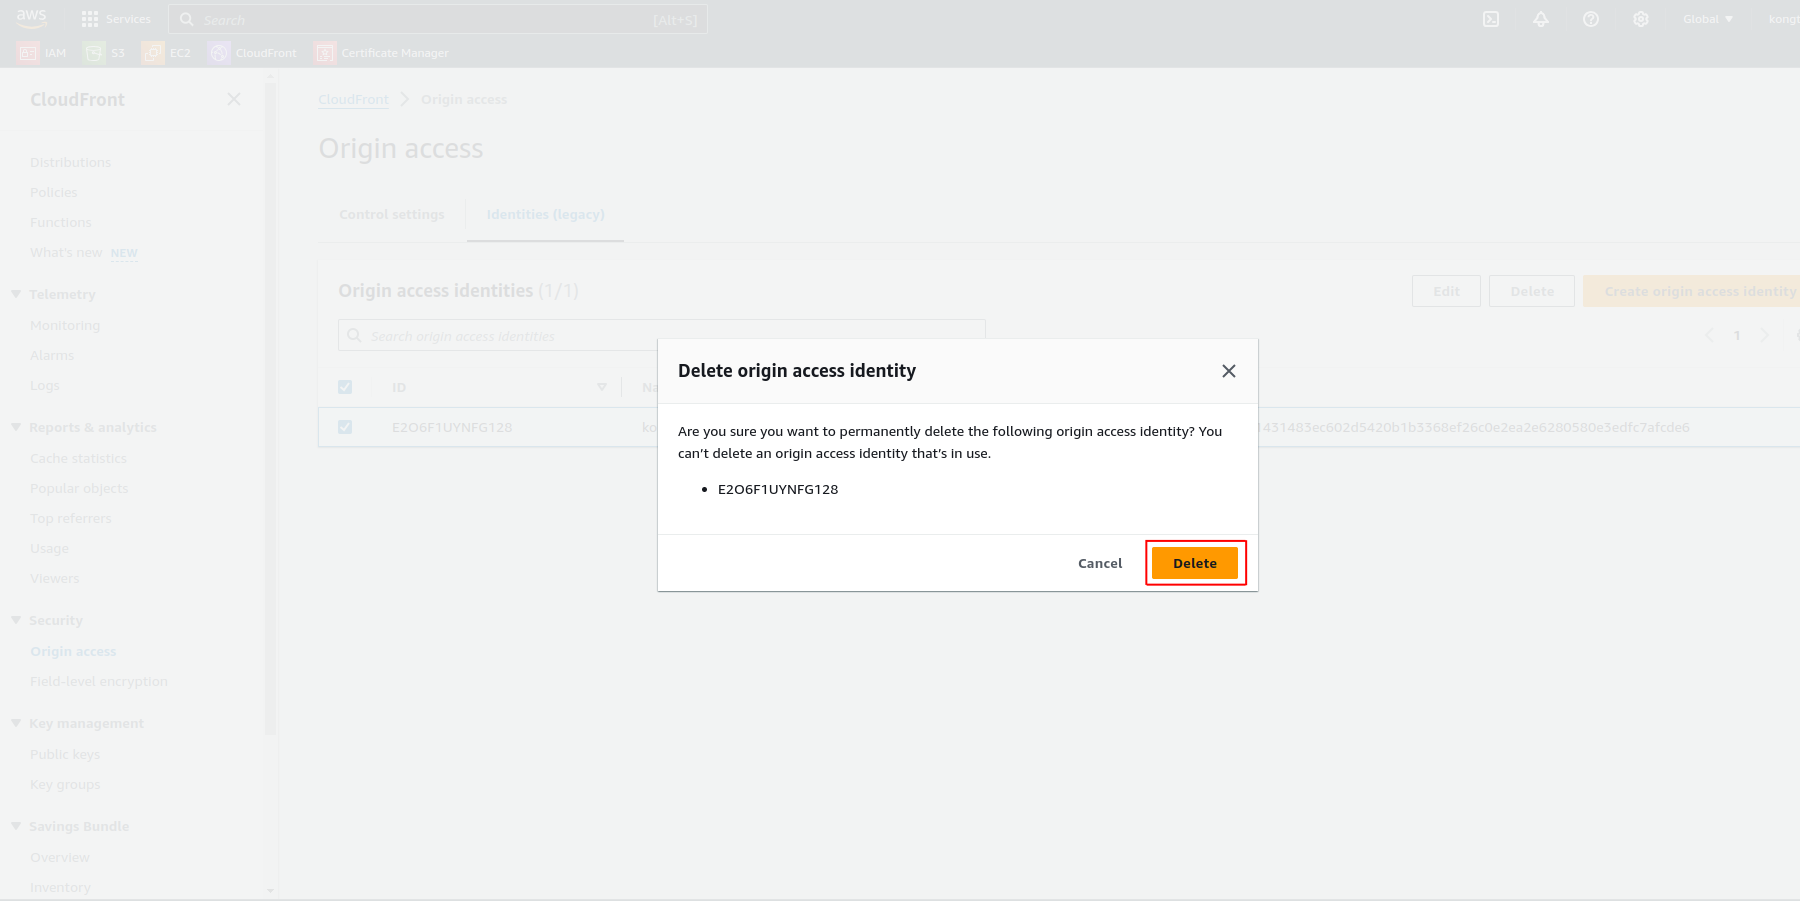 aws
Services
Search
[Alt+S]
Global
kongt
IAM
S3
EC2
CloudFront
Certificate Manager
CloudFront
Distributions
Policies
Functions
What's new NEW
Telemetry
Monitoring
Alarms
Logs
Reports & analytics
Cache statistics
Popular objects
Top referrers
Usage
Viewers
Security
Origin access
Field-level encryption
Key management
Public keys
Key groups
Savings Bundle
Overview
Inventory
CloudFront
Origin access
Origin access
Control settings
Identities (legacy)
Origin access identities (1/1)
Edit
Delete
Create origin access identity
Search origin access identities
1
ID
Na
E2O6F1UYNFG128
ko
1431483ec602d5420b1b3368ef26c0e2ea2e6280580e3edfc7afcde6
Delete origin access identity
Are you sure you want to permanently delete the following origin access identity? You
can't delete an origin access identity that's in use.
E2O6F1UYNFG128
Cancel
Delete